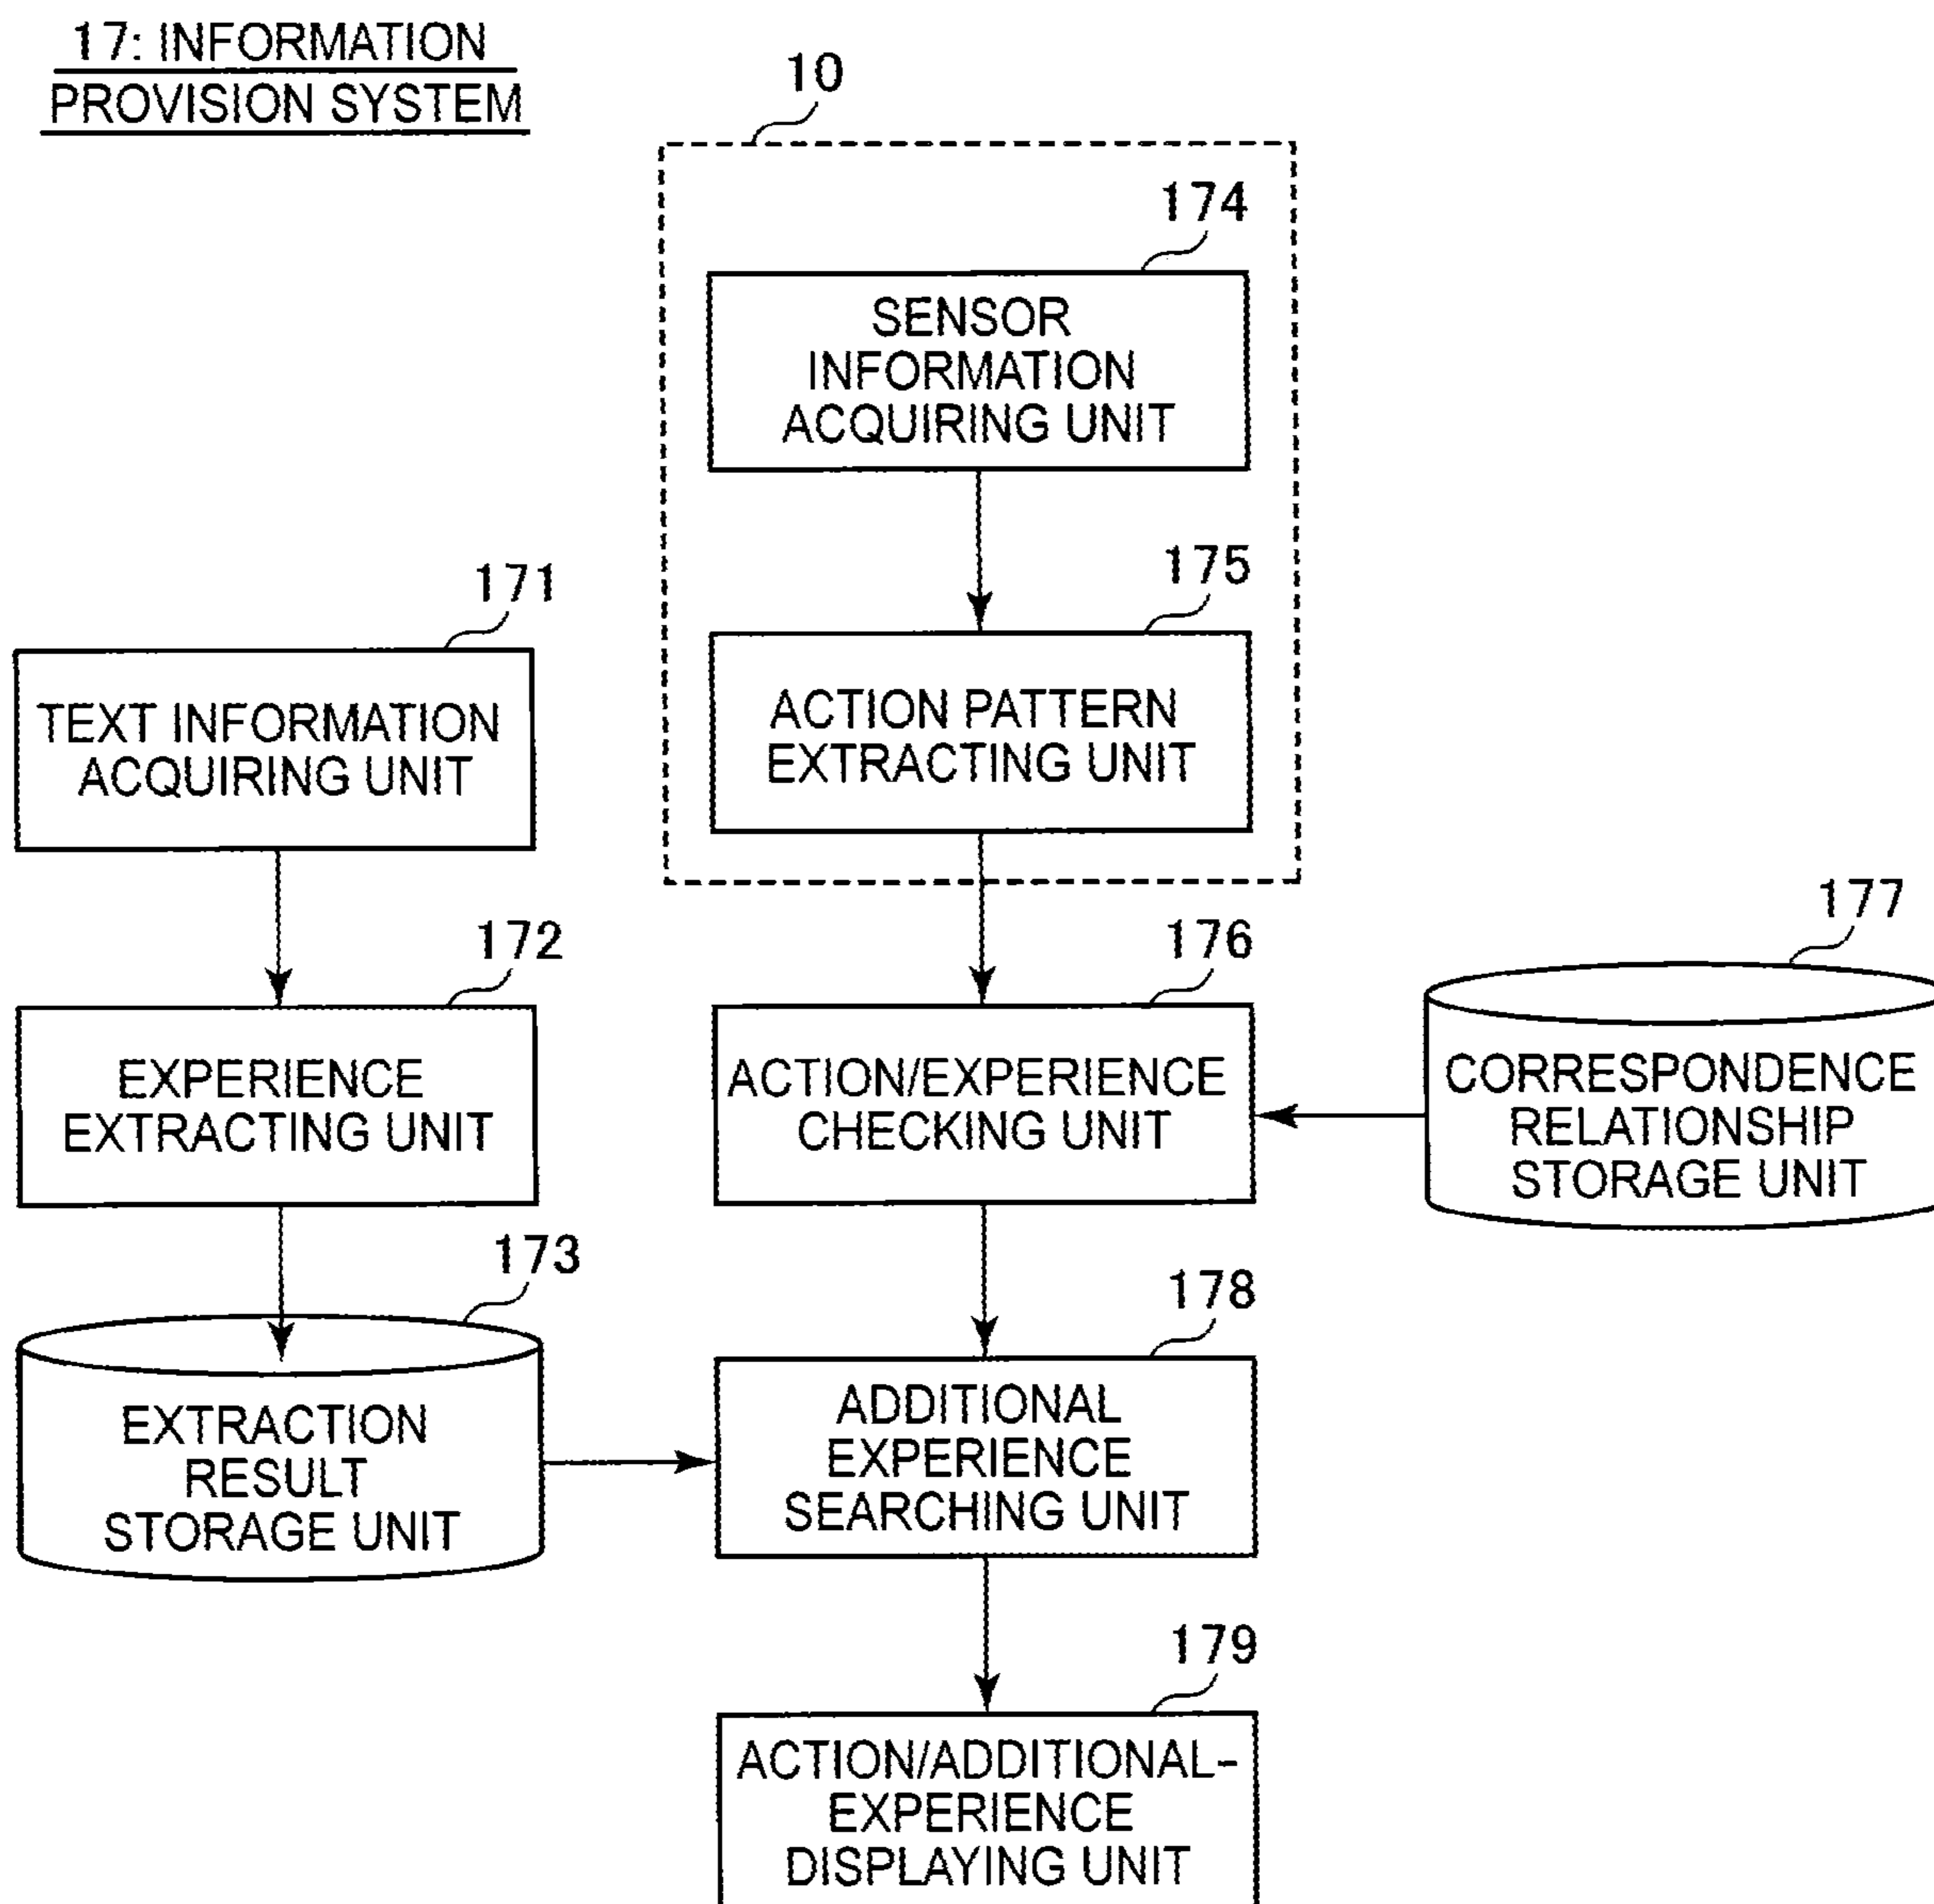 17: INFORMATION
PROVISION SYSTEM
10
174
SENSOR
INFORMATION
ACQUIRING UNIT
175
ACTION PATTERN
EXTRACTING UNIT
171
TEXT INFORMATION
ACQUIRING UNIT
172
EXPERIENCE
EXTRACTING UNIT
176
ACTION/EXPERIENCE
CHECKING UNIT
177
CORRESPONDENCE
RELATIONSHIP
STORAGE UNIT
173
EXTRACTION
RESULT
STORAGE UNIT
178
ADDITIONAL
EXPERIENCE
SEARCHING UNIT
179
ACTION/ADDITIONAL-
EXPERIENCE
DISPLAYING UNIT